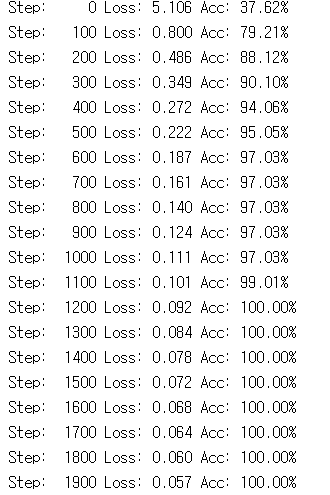 Step:     0 Loss: 5.106 Acc: 37.62%
Step:   100 Loss: 0.800 Acc: 79.21%
Step:   200 Loss: 0.486 Acc: 88.12%
Step:   300 Loss: 0.349 Acc: 90.10%
Step:   400 Loss: 0.272 Acc: 94.06%
Step:   500 Loss: 0.222 Acc: 95.05%
Step:   600 Loss: 0.187 Acc: 97.03%
Step:   700 Loss: 0.161 Acc: 97.03%
Step:   800 Loss: 0.140 Acc: 97.03%
Step:   900 Loss: 0.124 Acc: 97.03%
Step:  1000 Loss: 0.111 Acc: 97.03%
Step:  1100 Loss: 0.101 Acc: 99.01%
Step:  1200 Loss: 0.092 Acc: 100.00%
Step:  1300 Loss: 0.084 Acc: 100.00%
Step:  1400 Loss: 0.078 Acc: 100.00%
Step:  1500 Loss: 0.072 Acc: 100.00%
Step:  1600 Loss: 0.068 Acc: 100.00%
Step:  1700 Loss: 0.064 Acc: 100.00%
Step:  1800 Loss: 0.060 Acc: 100.00%
Step:  1900 Loss: 0.057 Acc: 100.00%